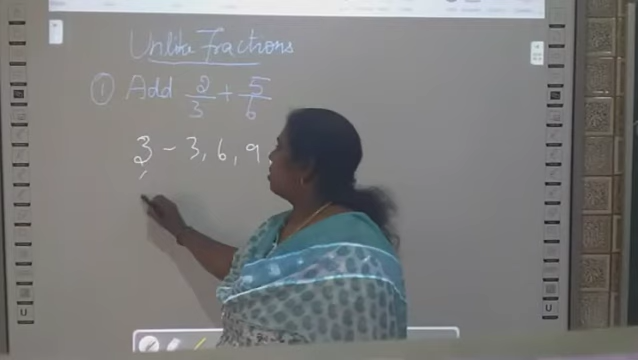 Unlike Fractions
① Add 2/3 + 5/6
3 - 3, 6, 9,